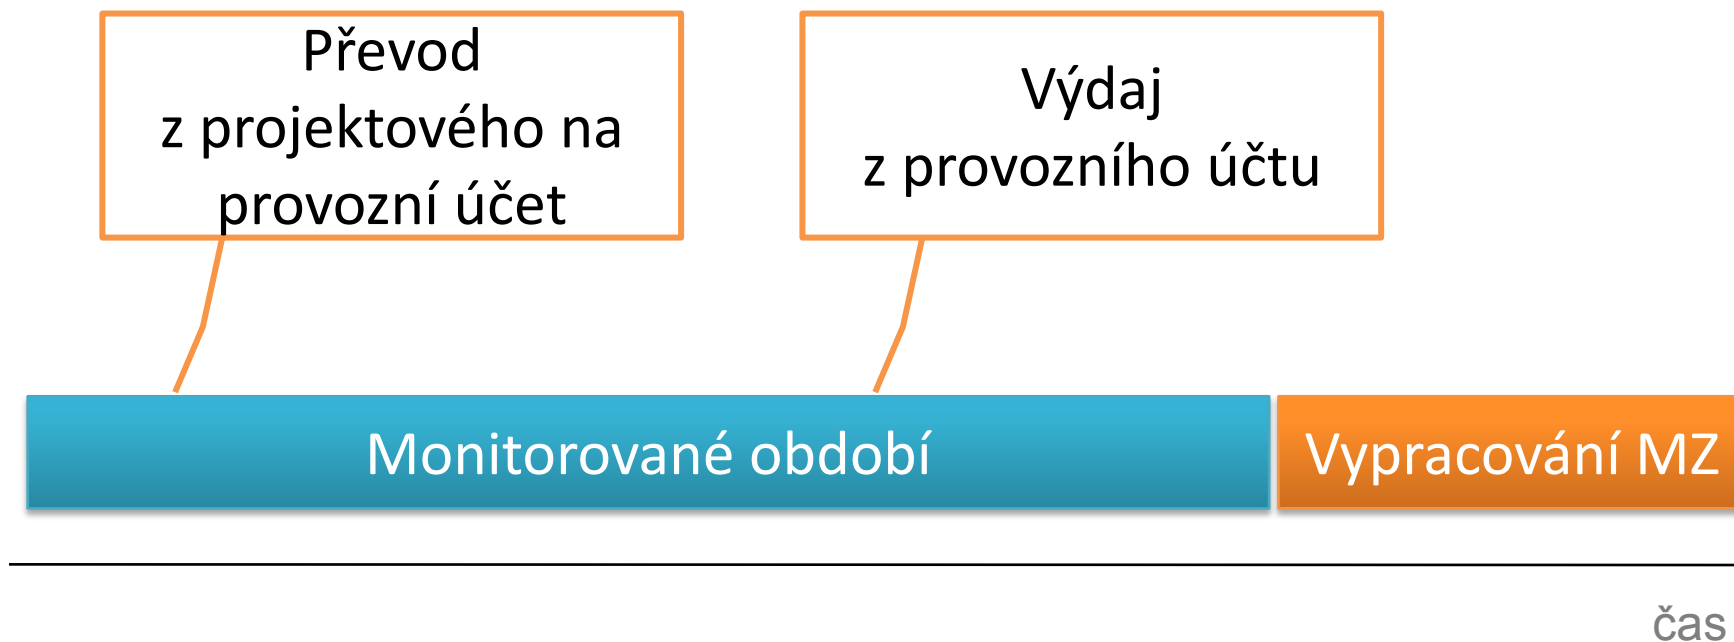 Převod
z projektového na
provozní účet
Výdaj
z provozního účtu
Monitorované období
Vypracování MZ
čas